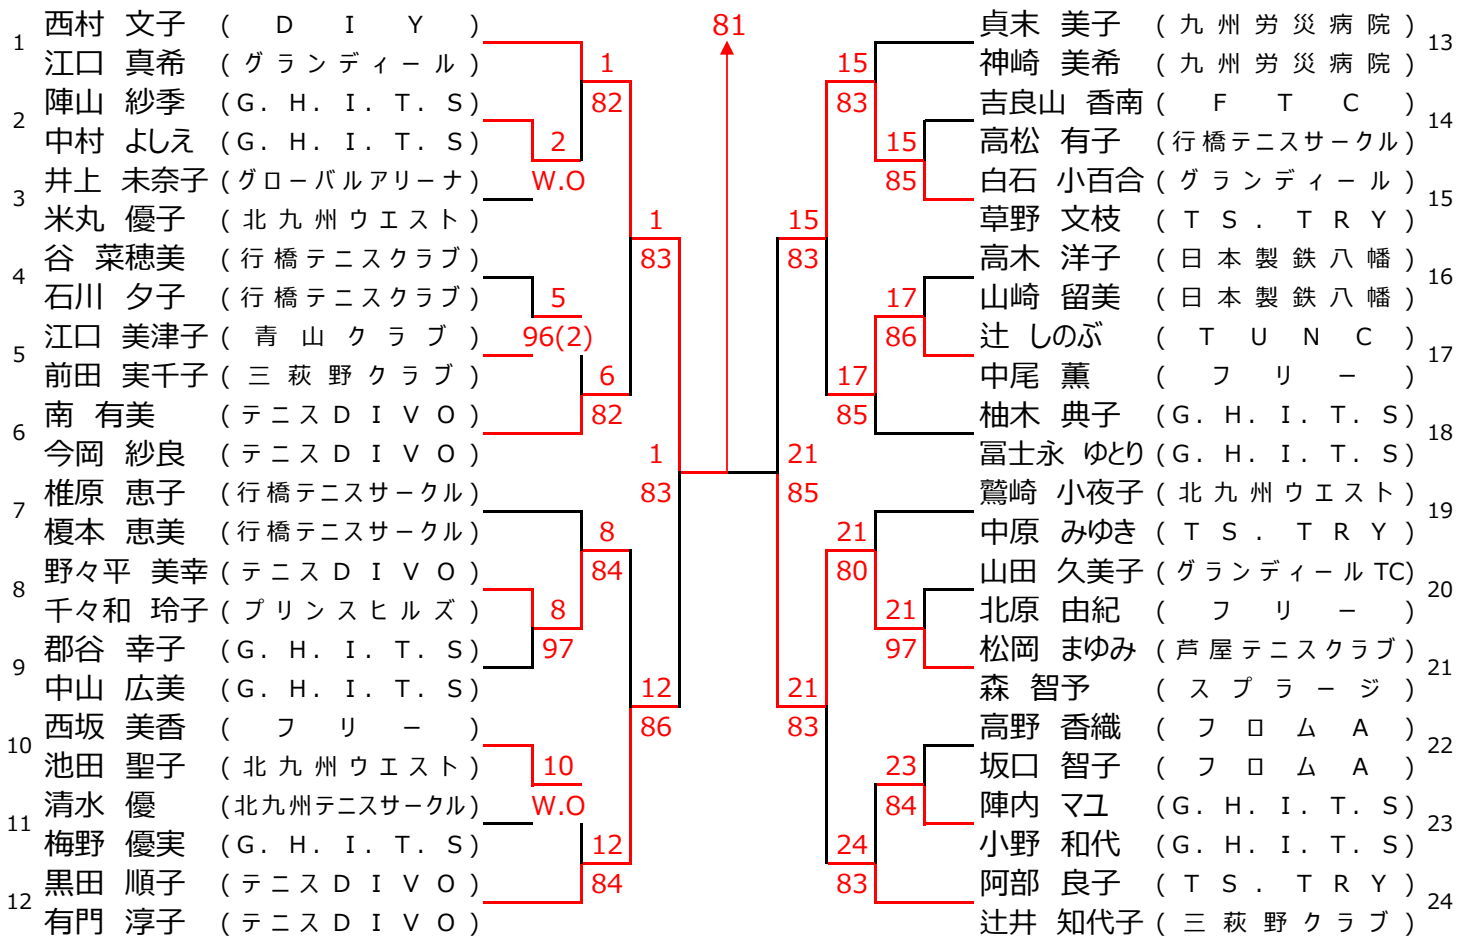 西村 文子 ( D I Y )
1
江口 真希 (グランディール)
陣山 紗季 (G. H. I. T. S)
2
中村 よしえ (G. H. I. T. S)
井上 未奈子 (グローバルアリーナ)
3
米丸 優子 (北九州ウエスト)
谷 菜穂美 (行橋テニスクラブ)
4
石川 夕子 (行橋テニスクラブ)
江口 美津子 (青山クラブ)
5
前田 実千子 (三萩野クラブ)
南 有美 (テニスDIVO)
6
今岡 紗良 (テニスDIVO)
椎原 恵子 (行橋テニスサークル)
7
榎本 恵美 (行橋テニスサークル)
野々平 美幸 (テニスDIVO)
8
千々和 玲子 (プリンスヒルズ)
郡谷 幸子 (G. H. I. T. S)
9
中山 広美 (G. H. I. T. S)
西坂 美香 (フリー)
10
池田 聖子 (北九州ウエスト)
清水 優 (北九州テニスサークル)
11
梅野 優実 (G. H. I. T. S)
黒田 順子 (テニスDIVO)
12
有門 淳子 (テニスDIVO)
2
W.O
5
96(2)
8
97
10
W.O
1
82
6
82
8
84
12
84
1
83
12
86
1
83
81
21
85
15
83
21
83
15
83
17
85
21
80
24
83
15
85
17
86
21
97
23
84
貞末 美子 (九州労災病院)
13
神崎 美希 (九州労災病院)
吉良山 香南 ( F T C )
14
高松 有子 (行橋テニスサークル)
白石 小百合 (グランディール)
15
草野 文枝 (TS. TRY)
高木 洋子 (日本製鉄八幡)
16
山崎 留美 (日本製鉄八幡)
辻 しのぶ ( T U N C )
17
中尾 薫 (フリー)
柚木 典子 (G. H. I. T. S)
18
冨士永 ゆとり (G. H. I. T. S)
鷲崎 小夜子 (北九州ウエスト)
19
中原 みゆき (TS. TRY)
山田 久美子 (グランディールTC)
20
北原 由紀 (フリー)
松岡 まゆみ (芦屋テニスクラブ)
21
森 智予 (スプラージ)
高野 香織 (フロムA)
22
坂口 智子 (フロムA)
陣内 マユ (G. H. I. T. S)
23
小野 和代 (G. H. I. T. S)
阿部 良子 (TS. TRY)
24
辻井 知代子 (三萩野クラブ)